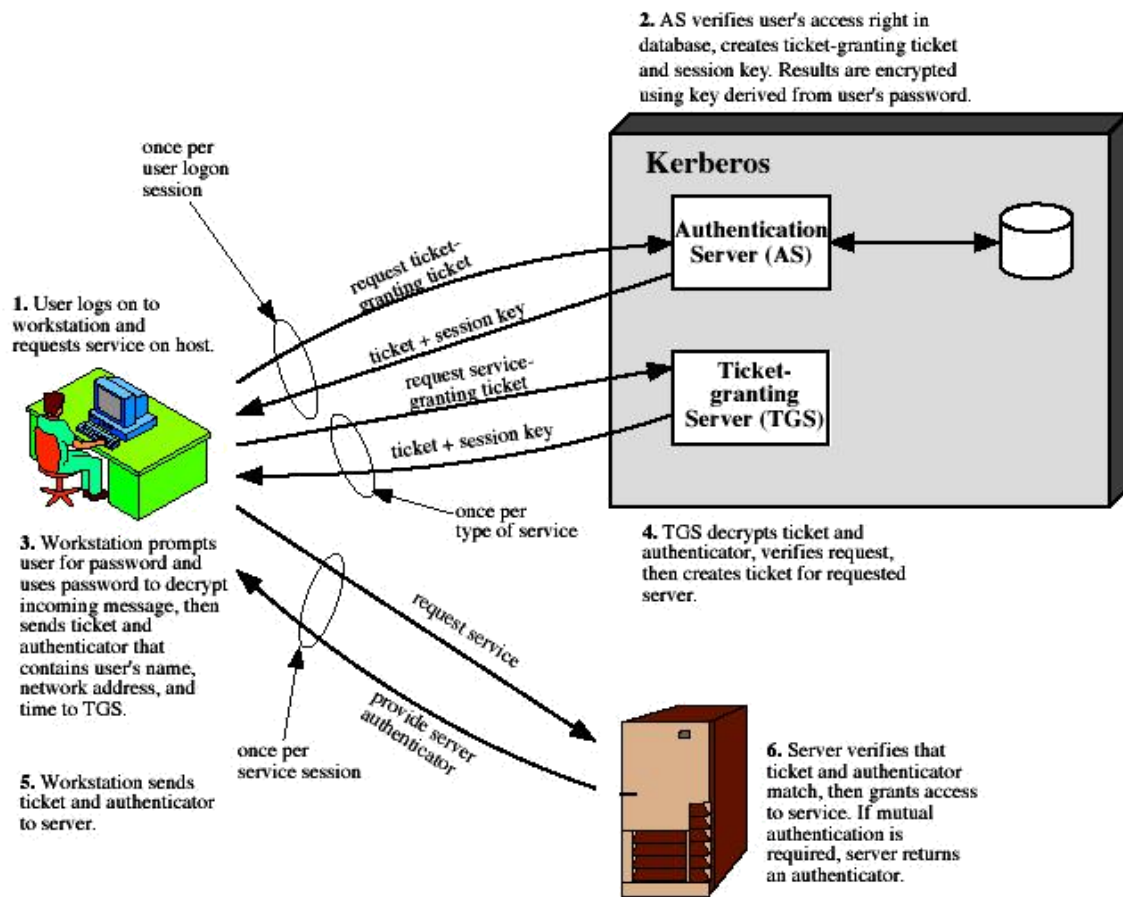 2. AS verifies user's access right in
database, creates ticket-granting ticket
and session key. Results are encrypted
using key derived from user's password.
once per
user logon
session
Kerberos
Authentication
Server (AS)
request ticket-
granting ticket
1. User logs on to
workstation and
requests service on host.
ticket + session key
request service-
granting ticket
Ticket-
granting
Server (TGS)
ticket + session key
once per
type of service
3. Workstation prompts
user for password and
uses password to decrypt
incoming message, then
sends ticket and
authenticator that
contains user's name,
network address, and
time to TGS.
4. TGS decrypts ticket and
authenticator, verifies request,
then creates ticket for requested
server.
request service
provide server
authenticator
once per
service session
5. Workstation sends
ticket and authenticator
to server.
6. Server verifies that
ticket and authenticator
match, then grants access
to service. If mutual
authentication is
required, server returns
an authenticator.